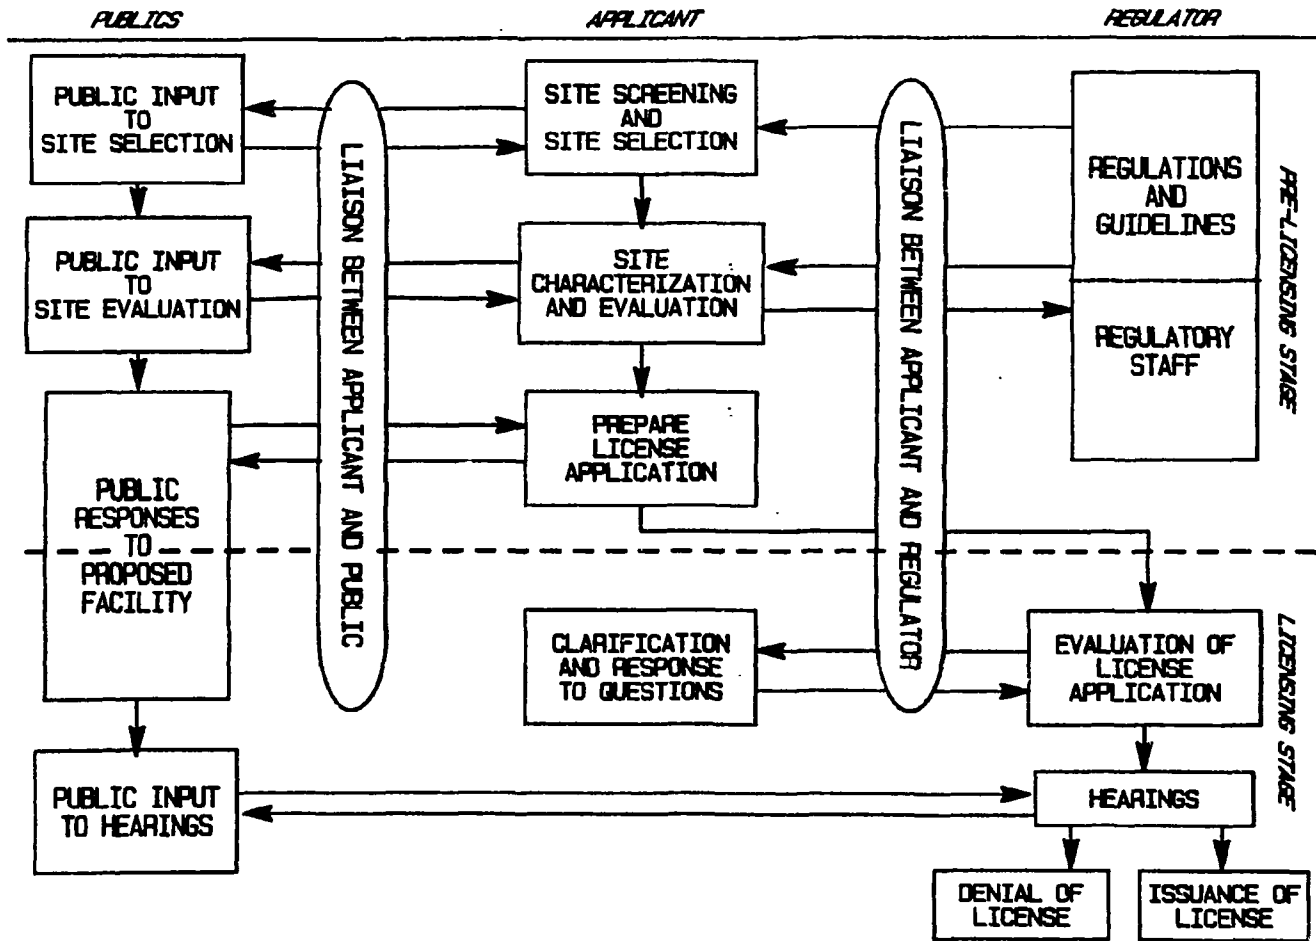 PUBLICS
APPLICANT
REGULATOR
PUBLIC INPUT
TO
SITE SELECTION
SITE SCREENING
AND
SITE SELECTION
REGULATIONS
AND
GUIDELINES
PUBLIC INPUT
TO
SITE EVALUATION
SITE
CHARACTERIZATION
AND EVALUATION
REGULATORY
STAFF
PRE-LICENSING STAGE
LIAISON BETWEEN APPLICANT AND PUBLIC
LIAISON BETWEEN APPLICANT AND REGULATOR
PREPARE
LICENSE
APPLICATION
PUBLIC
RESPONSES
TO
PROPOSED
FACILITY
CLARIFICATION
AND RESPONSE
TO QUESTIONS
EVALUATION OF
LICENSE
APPLICATION
LICENSING STAGE
PUBLIC INPUT
TO HEARINGS
HEARINGS
DENIAL OF
LICENSE
ISSUANCE OF
LICENSE